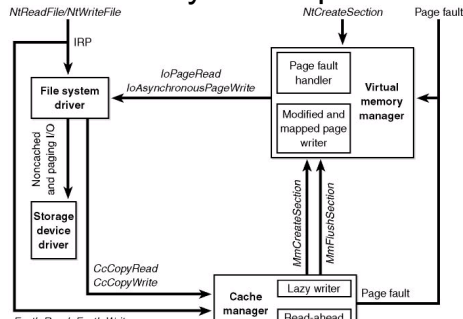 NtReadFile/NtWriteFile
NtCreateSection
Page fault
IRP
IoPageRead
IoAsynchronousPageWrite
File system
driver
Page fault
handler
Virtual
memory
manager
Modified and
mapped page
writer
Noncached
and paging I/O
Storage
device
driver
MmCreateSection
MmFlushSection
CcCopyRead
CcCopyWrite
Cache
manager
Lazy writer
Page fault
Read-ahead